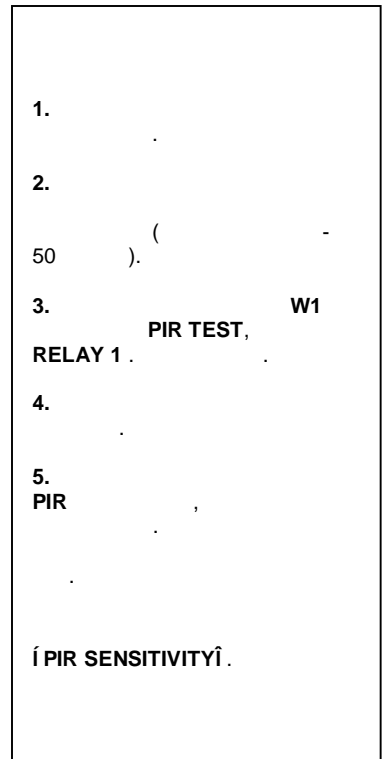 1.
.
2.
( -
50 ).
3. W1
PIR TEST,
RELAY 1 . .
4.
.
5.
PIR ,
.
.
Í PIR SENSITIVITYÎ .